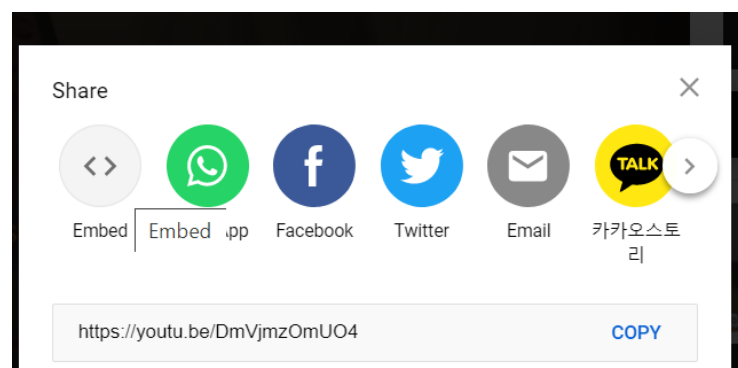 Share
TALK
Embed
Embed
pp
Facebook
Twitter
Email
카카오스토
리
https://youtu.be/DmVjmzOmUO4
COPY